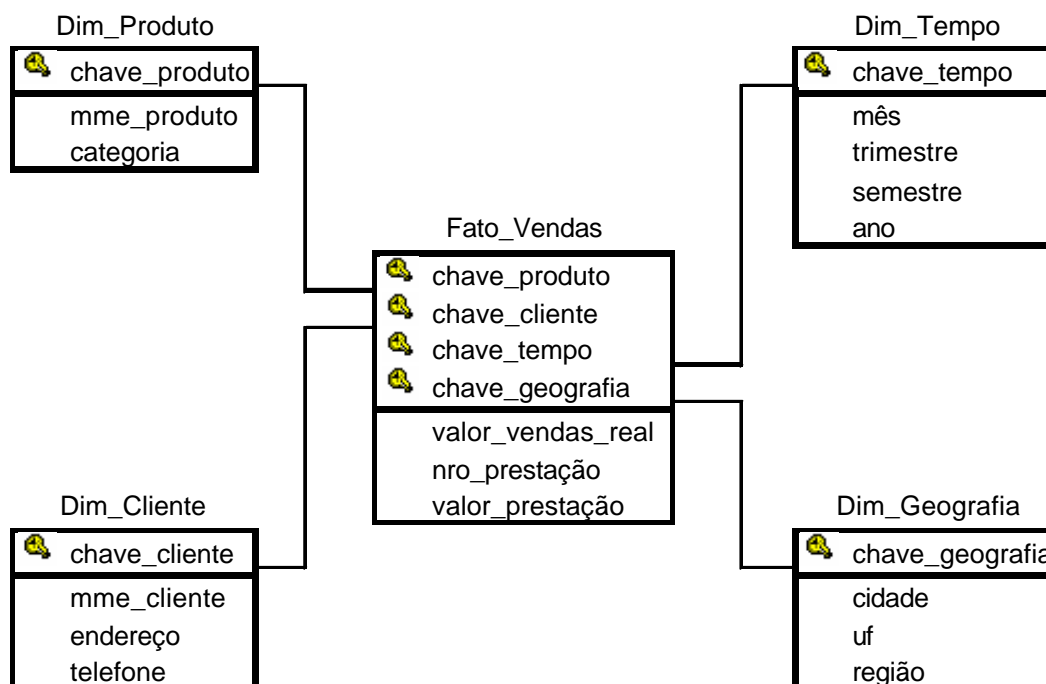 Dim_Produto
chave_produto
mme_produto
categoria
Dim_Tempo
chave_tempo
mês
trimestre
semestre
ano
Fato_Vendas
chave_produto
chave_cliente
chave_tempo
chave_geografia
valor_vendas_real
nro_prestação
valor_prestação
Dim_Cliente
chave_cliente
mme_cliente
endereço
telefone
Dim_Geografia
chave_geografia
cidade
uf
região